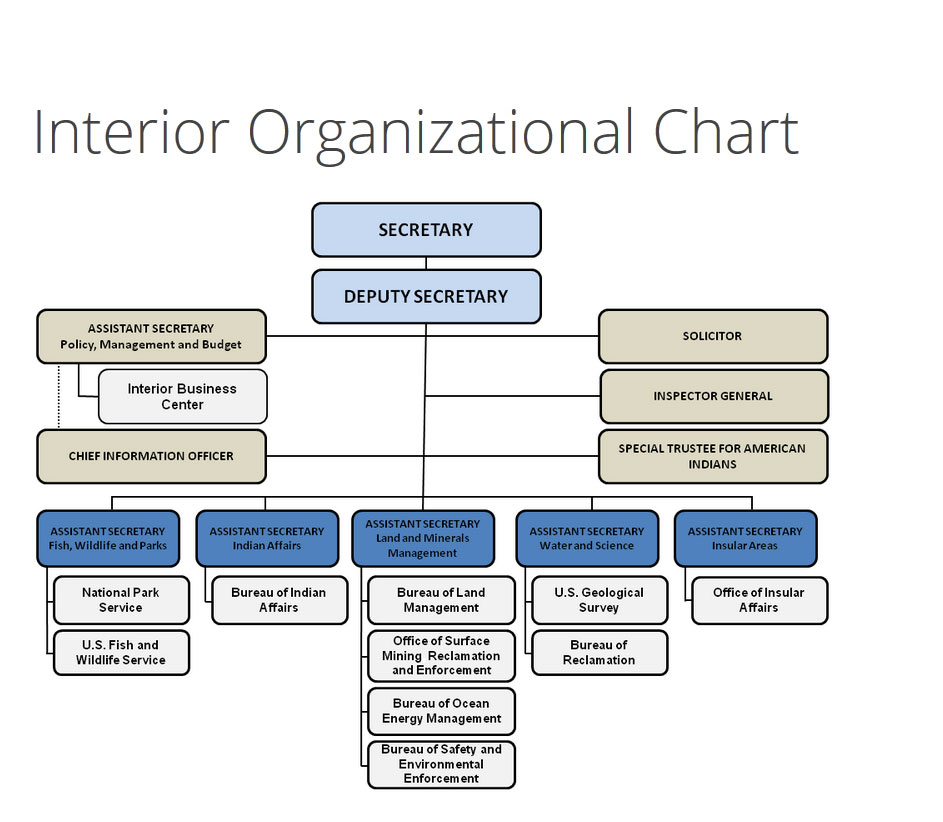 Interior Organizational Chart
SECRETARY
DEPUTY SECRETARY
ASSISTANT SECRETARY
Policy, Management and Budget
SOLICITOR
Interior Business
Center
INSPECTOR GENERAL
CHIEF INFORMATION OFFICER
SPECIAL TRUSTEE FOR AMERICAN
INDIANS
ASSISTANT SECRETARY
Fish, Wildlife and Parks
ASSISTANT SECRETARY
Indian Affairs
ASSISTANT SECRETARY
Land and Minerals
Management
ASSISTANT SECRETARY
Water and Science
ASSISTANT SECRETARY
Insular Areas
National Park
Service
U.S. Fish and
Wildlife Service
Bureau of Indian
Affairs
Bureau of Land
Management
Office of Surface
Mining Reclamation
and Enforcement
Bureau of Ocean
Energy Management
Bureau of Safety and
Environmental
Enforcement
U.S. Geological
Survey
Bureau of
Reclamation
Office of Insular
Affairs